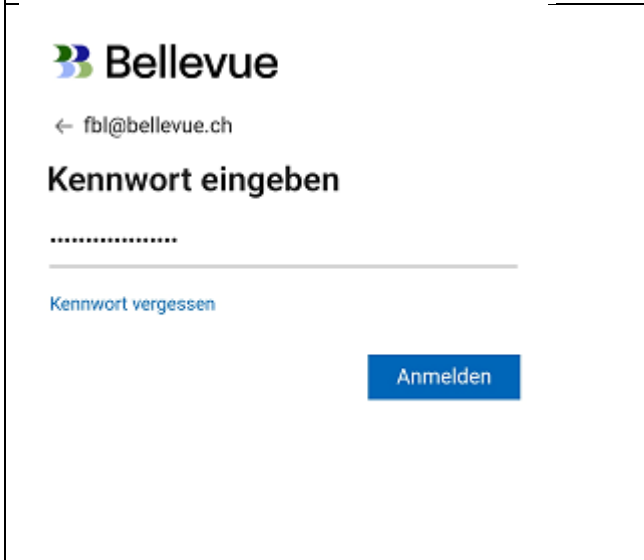 Bellevue
← fbl@bellevue.ch
Kennwort eingeben
••••••••••••••••••
Kennwort vergessen
Anmelden